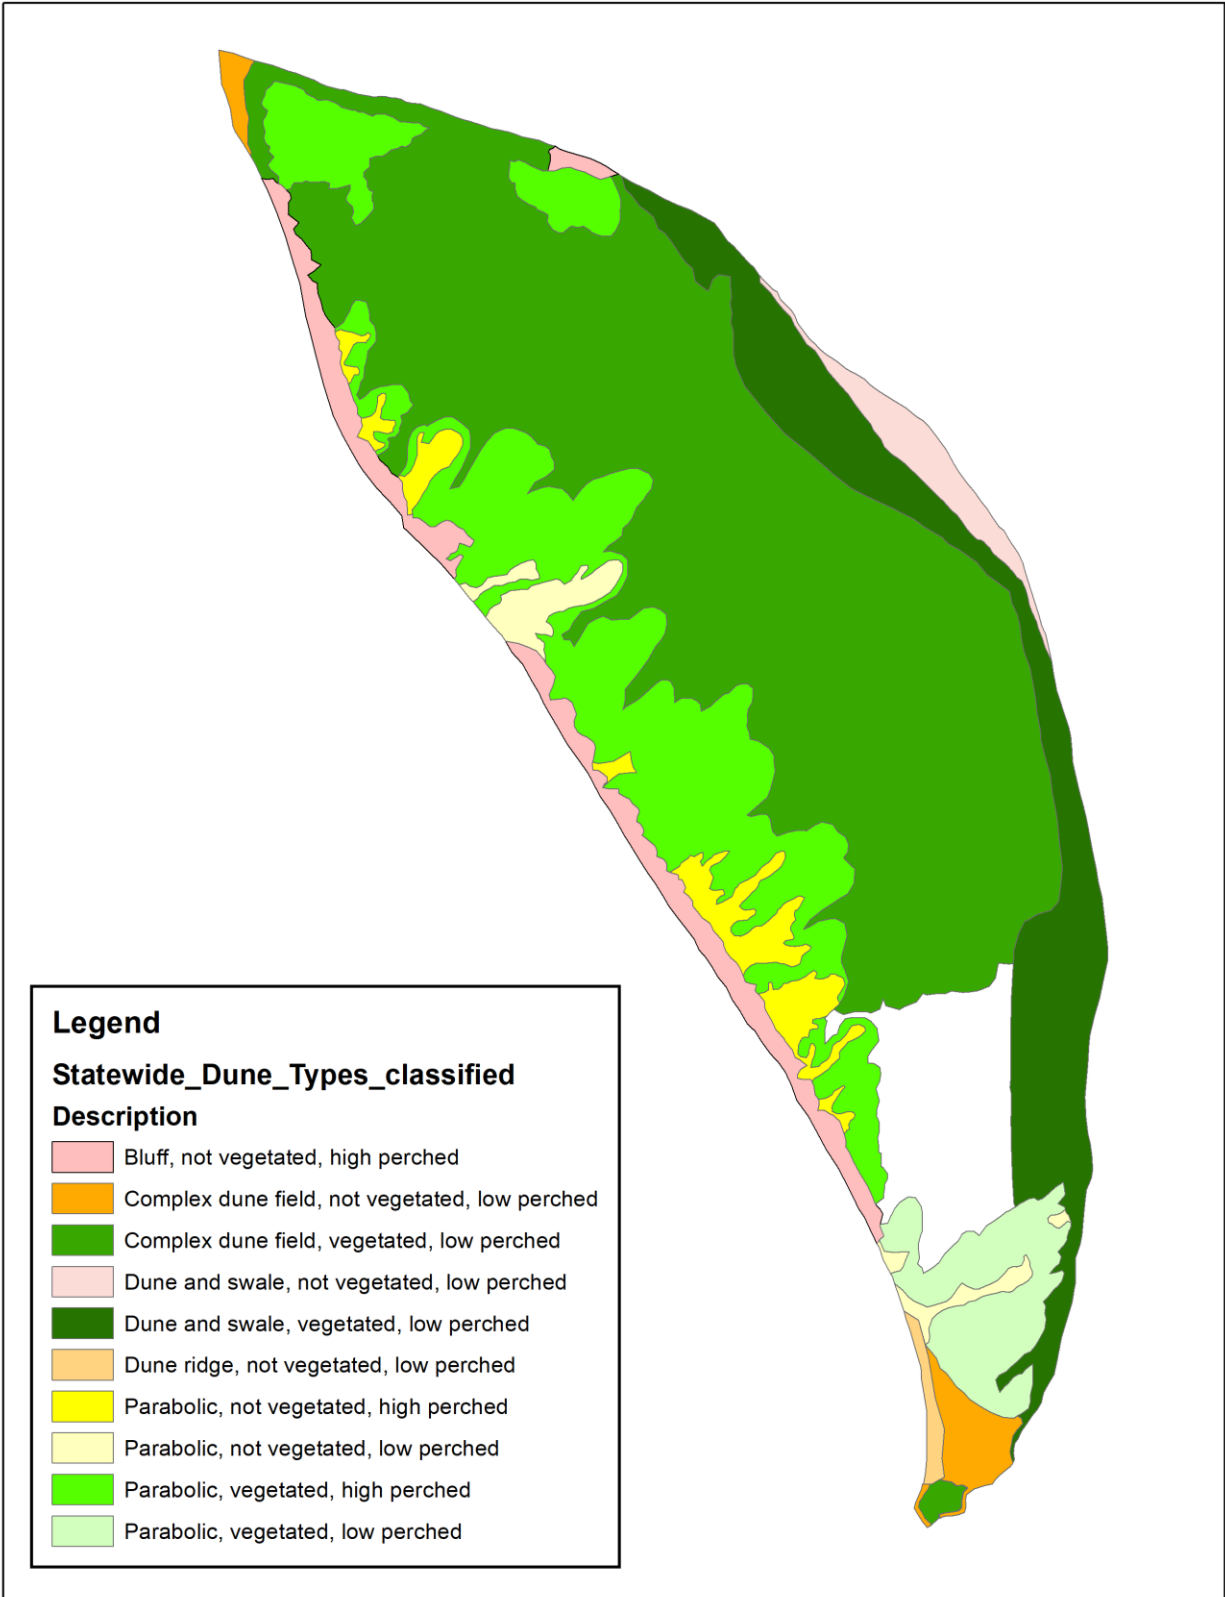 Legend
Statewide_Dune_Types_classified
Description
Bluff, not vegetated, high perched
Complex dune field, not vegetated, low perched
Complex dune field, vegetated, low perched
Dune and swale, not vegetated, low perched
Dune and swale, vegetated, low perched
Dune ridge, not vegetated, low perched
Parabolic, not vegetated, high perched
Parabolic, not vegetated, low perched
Parabolic, vegetated, high perched
Parabolic, vegetated, low perched